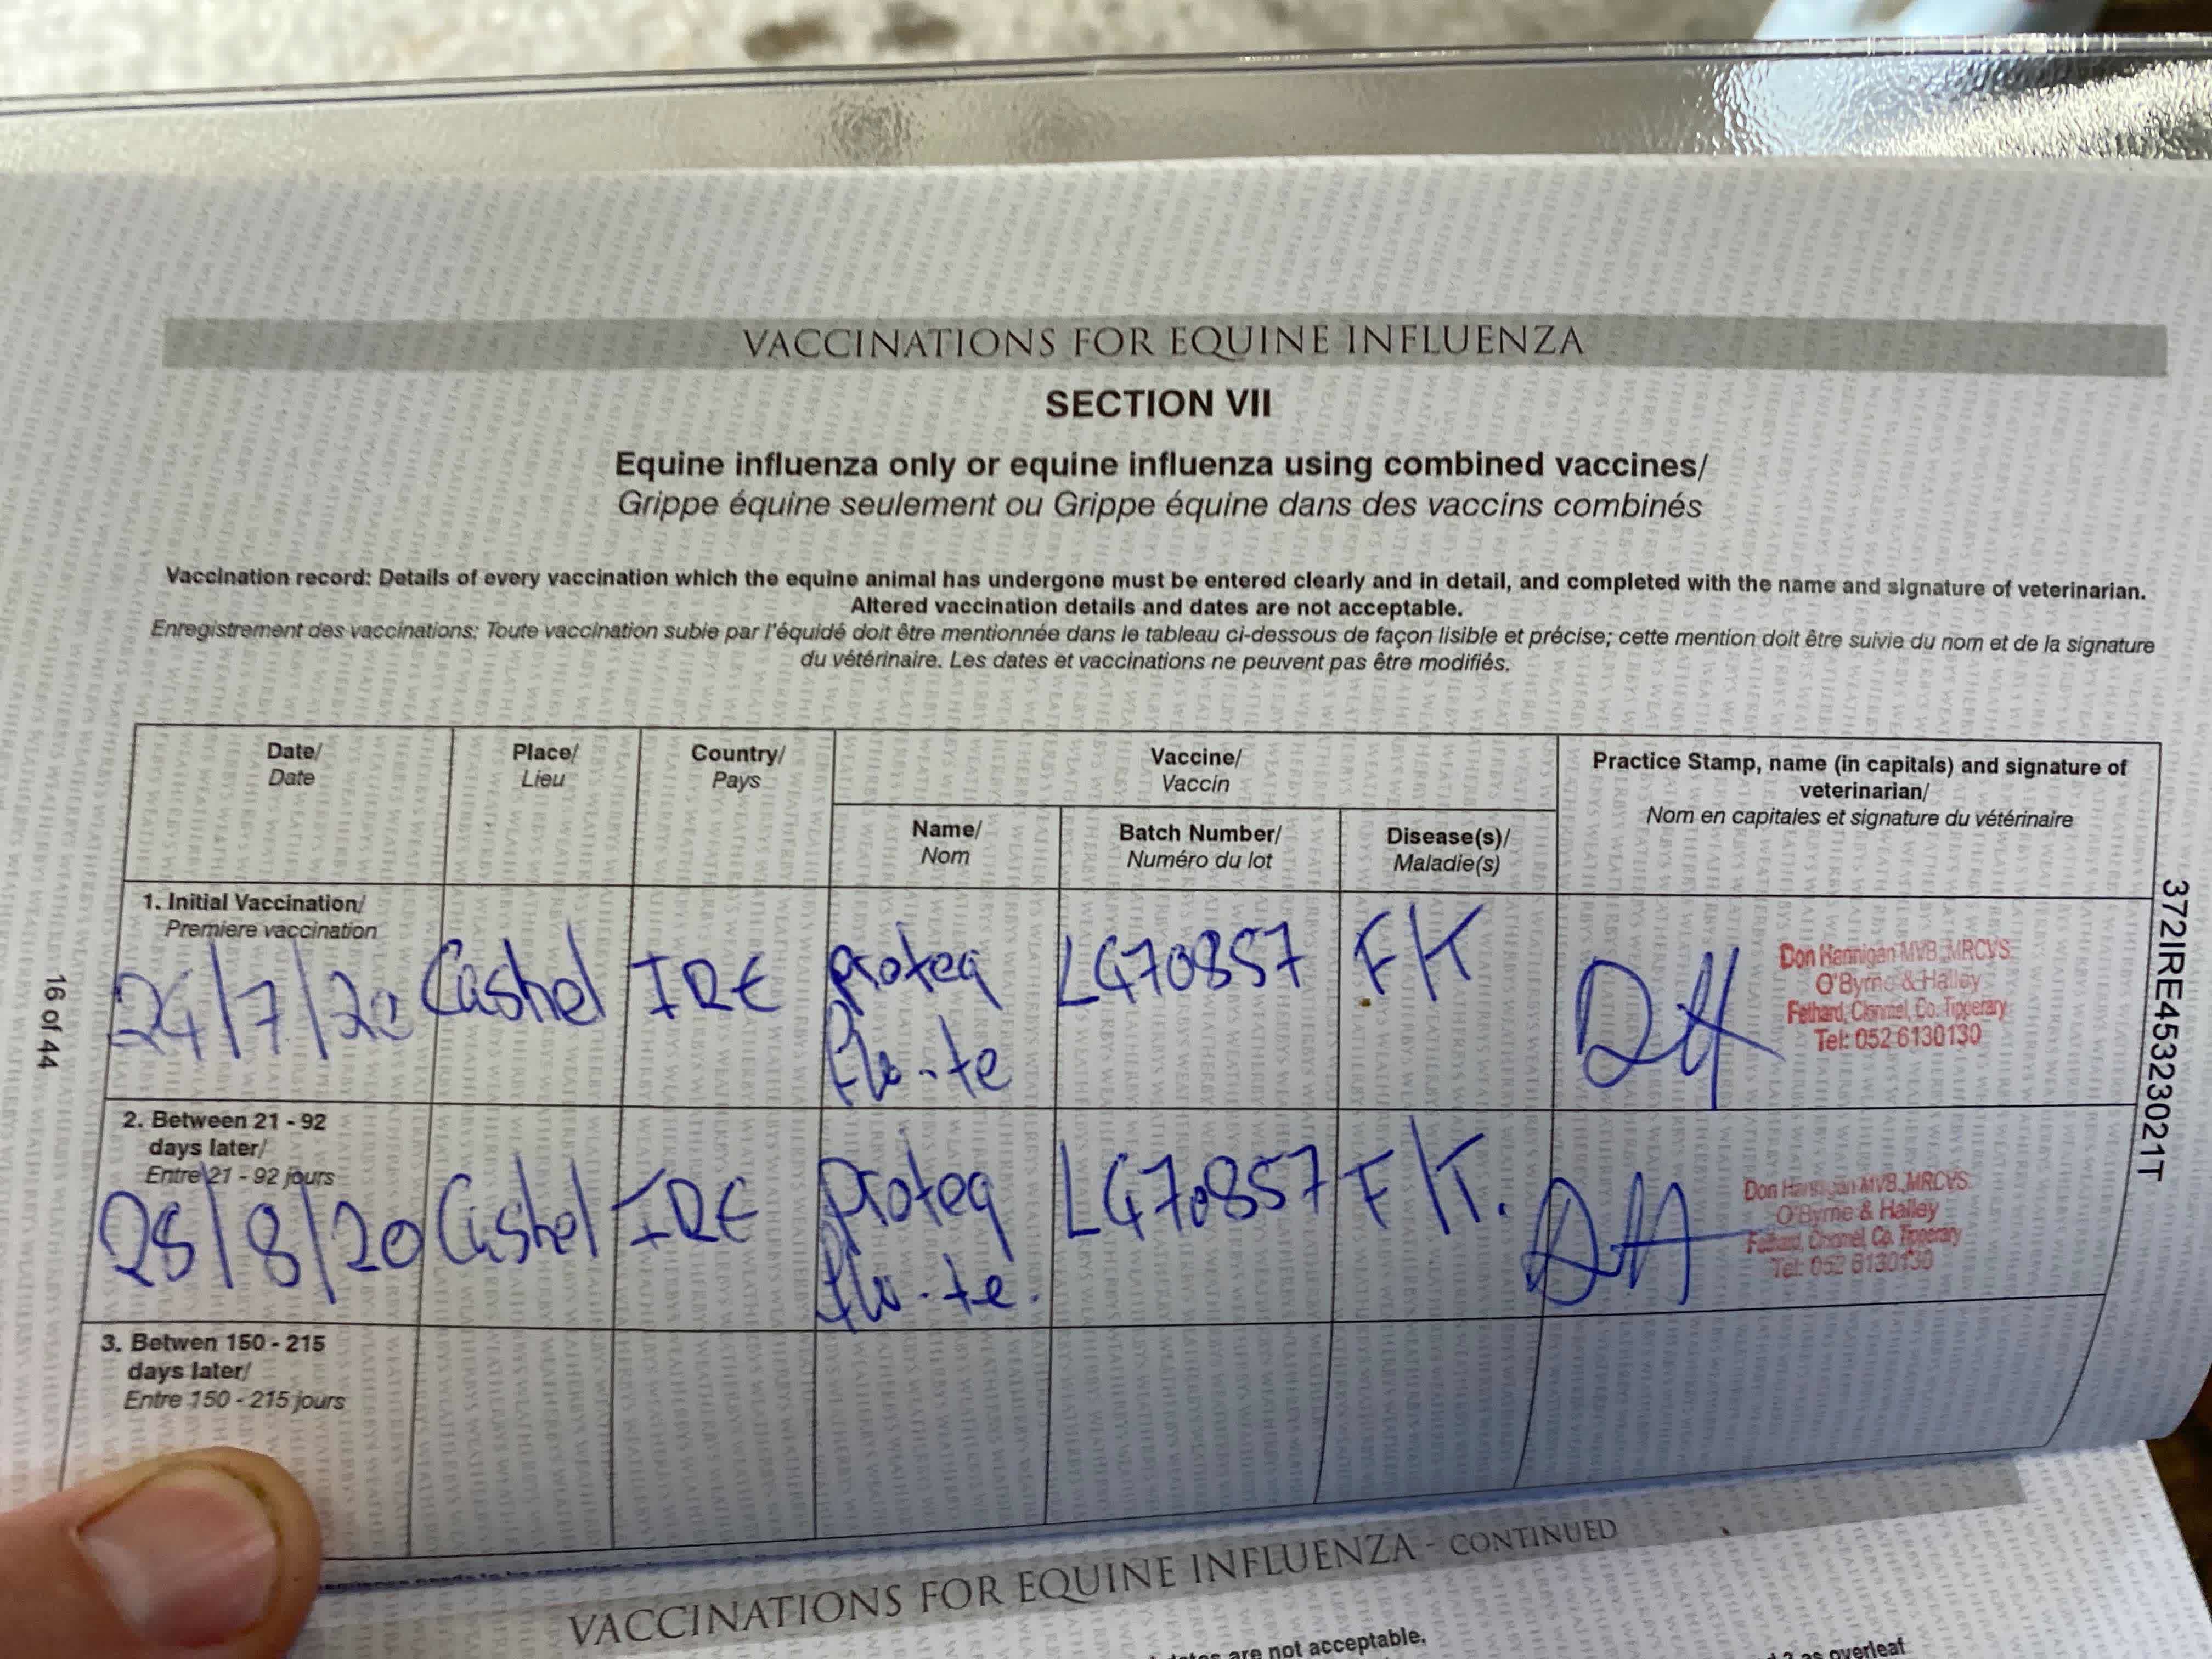 VACCINATIONS FOR EQUINE INFLUENZA
SECTION VII
Equine influenza only or equine influenza using combined vaccines/
Grippe équine seulement ou Grippe équine dans des vaccins combinés
Vaccination record: Details of every vaccination which the equine animal has undergone must be entered clearly and in detail, and completed with the name and signature of veterinarian.
Altered vaccination details and dates are not acceptable.
Enregistrement des vaccinations: Toute vaccination subie par l'équidé doit être mentionnée dans le tableau ci-dessous de façon lisible et précise; cette mention doit être suivie du nom et de la signature
du vétérinaire. Les dates et vaccinations ne peuvent pas être modifiés.
Date/
Date
Place/
Lieu
Country/
Pays
Vaccine/
Vaccin
Name/
Nom
Batch Number/
Numéro du lot
Disease(s)/
Maladie(s)
Practice Stamp, name (in capitals) and signature of
veterinarian/
Nom en capitales et signature du vétérinaire
1. Initial Vaccination/
Premiere vaccination
24/7/20 Cashel IRE proteq L470857 F/T
Flu-te
DH
Don Hannigan MVB., MRCVS.
O'Byrne & Halley
Fethard, Clonmel, Co. Tipperary
Tel: 052 6130130
2. Between 21 - 92
days later/
Entre 21 - 92 jours
/8/20 Cashel IRE proteq L470857 F/T.
flu-te.
DH
Don Hannigan MVB., MRCVS.
O'Byrne & Halley
Fethard, Clonmel, Co. Tipperary
Tel: 052 6130130
3. Betwen 150 - 215
days later/
Entre 150 - 215 jours
16 of 44
372IRE45323021T
VACCINATIONS FOR EQUINE INFLUENZA - CONTINUED
are not acceptable.
as overleaf